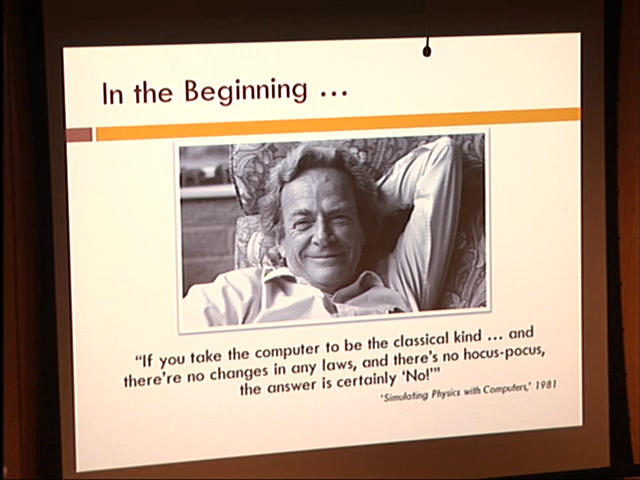 In the Beginning …
“If you take the computer to be the classical kind … and
there’re no changes in any laws, and there’s no hocus-pocus,
the answer is certainly ‘No!’”
‘Simulating Physics with Computers,’ 1981